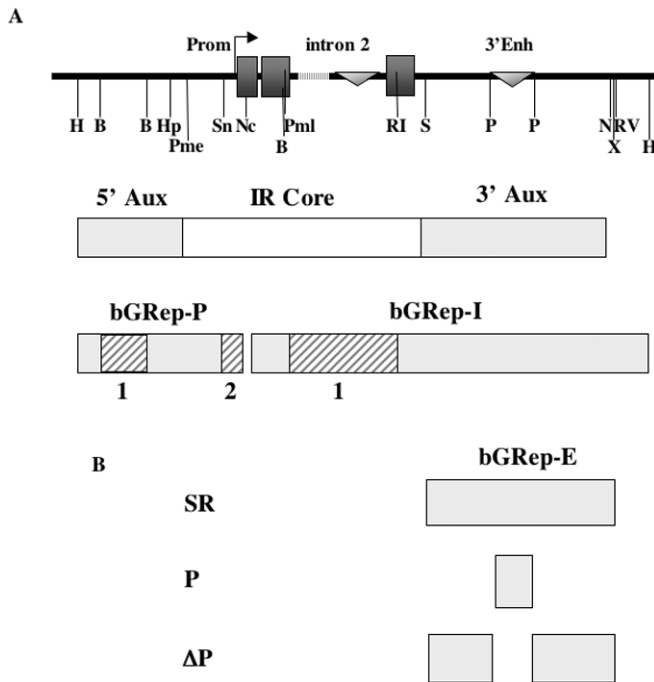 A
Prom intron 2 3'Enh
H B B Hp Sn Nc Pml RI S P P N RV
Pme B X H
5' Aux IR Core 3' Aux
bGRep-P bGRep-I
1 2 1
B bGRep-E
SR
P
ΔP